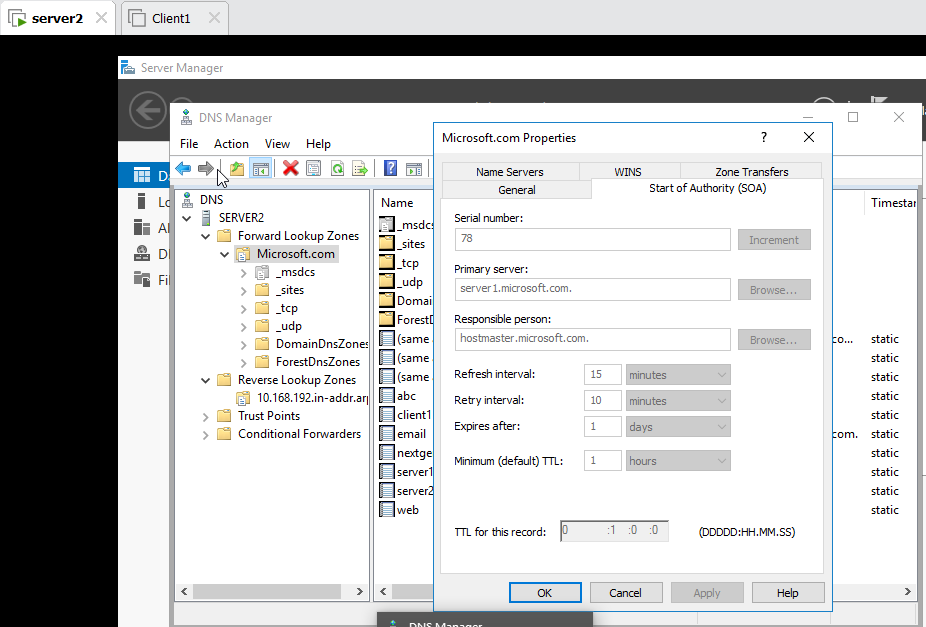 server2
Client1
Server Manager
DNS Manager
File Action View Help
DNS
SERVER2
Forward Lookup Zones
Microsoft.com
_msdcs
_sites
_tcp
_udp
DomainDnsZones
ForestDnsZones
Reverse Lookup Zones
10.168.192.in-addr.arp
Trust Points
Conditional Forwarders
Name
_msdcs
_sites
_tcp
_udp
Domai
ForestD
(same a
(same a
(same a
abc
client1
email
nextge
server1
server2
web
Microsoft.com Properties
?
Name Servers WINS Zone Transfers
General Start of Authority (SOA)
Serial number:
78 Increment
Primary server:
server1.microsoft.com. Browse...
Responsible person:
hostmaster.microsoft.com. Browse...
Refresh interval: 15 minutes
Retry interval: 10 minutes
Expires after: 1 days
Minimum (default) TTL: 1 hours
TTL for this record: 0 :1 :0 :0 (DDDDD:HH.MM.SS)
OK Cancel Apply Help
Timestar
co... static
static
static
static
static
com. static
static
static
static
static
DNS Manager